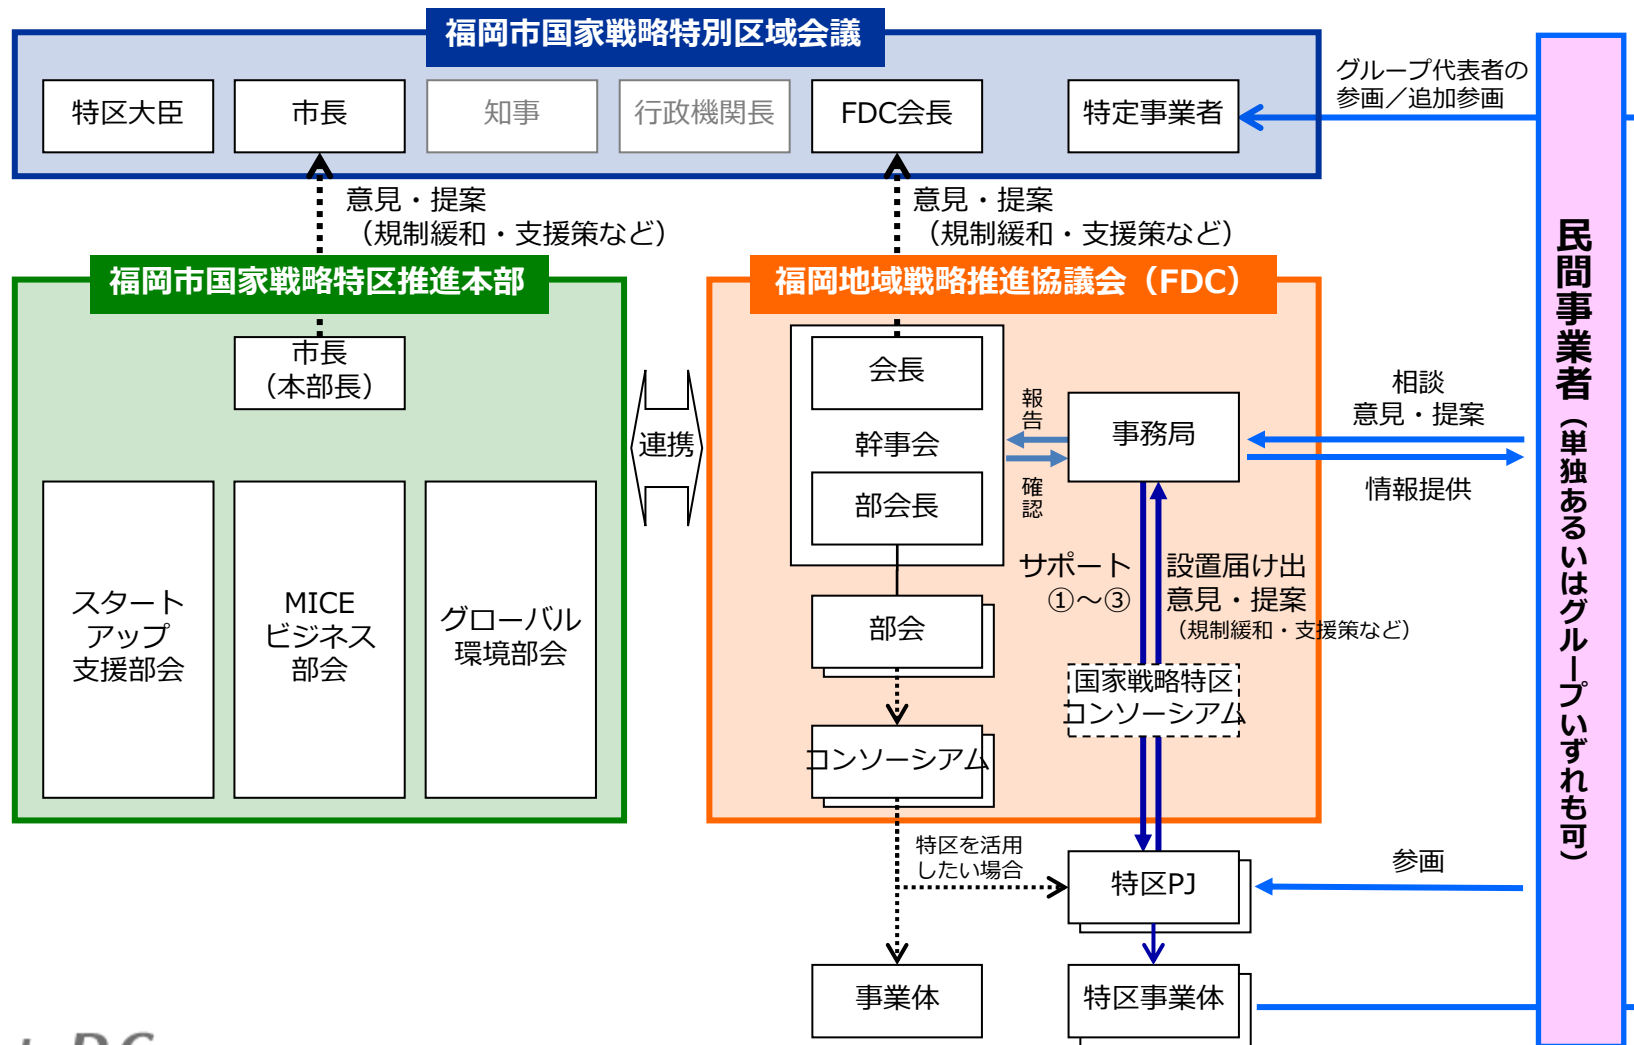 福岡市国家戦略特別区域会議
特区大臣
市長
知事
行政機関長
FDC会長
特定事業者
グループ代表者の
参画／追加参画
意見・提案
（規制緩和・支援策など）
意見・提案
（規制緩和・支援策など）
福岡市国家戦略特区推進本部
市長
（本部長）
スタート
アップ
支援部会
MICE
ビジネス
部会
グローバル
環境部会
連携
福岡地域戦略推進協議会（FDC）
会長
幹事会
部会長
報告
確認
事務局
部会
コンソーシアム
サポート
①～③
設置届け出
意見・提案
（規制緩和・支援策など）
国家戦略特区
コンソーシアム
相談
意見・提案
情報提供
民間事業者（単独あるいはグループいずれも可）
特区を活用
したい場合
特区PJ
参画
事業体
特区事業体